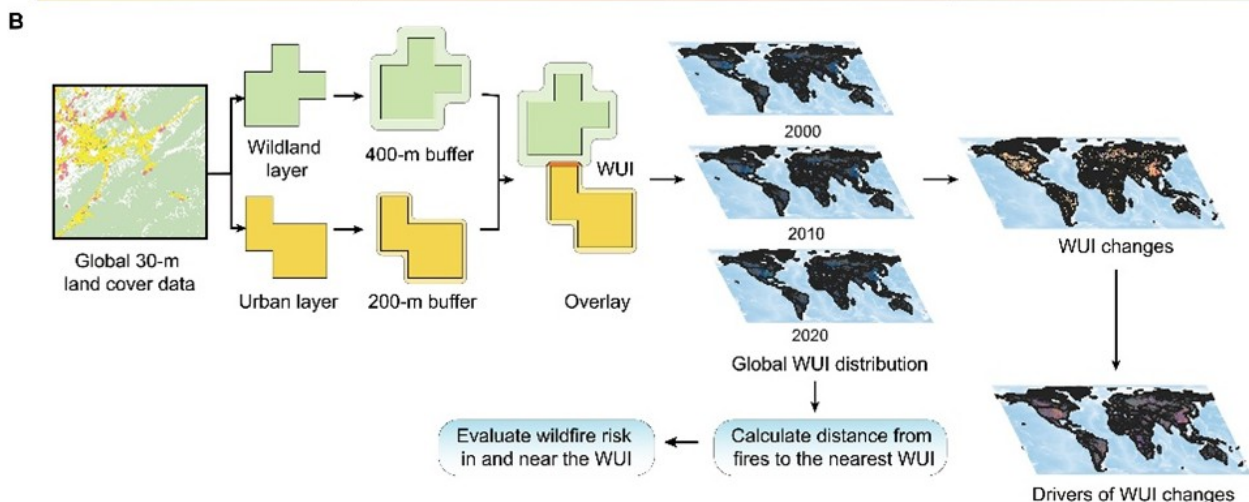 B
Global 30-m
land cover data
Wildland
layer
400-m buffer
Urban layer
200-m buffer
WUI
Overlay
2000
2010
2020
Global WUI distribution
WUI changes
Drivers of WUI changes
Calculate distance from
fires to the nearest WUI
Evaluate wildfire risk
in and near the WUI